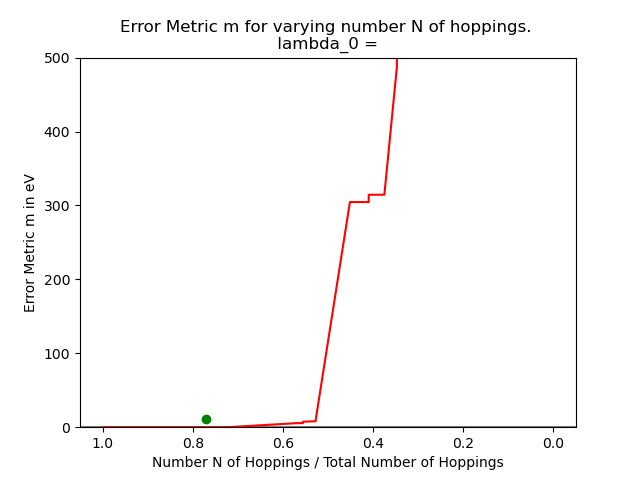 Error Metric m for varying number N of hoppings.
lambda_0 =
500
400
300
200
100
0
Error Metric m in eV
1.0 0.8 0.6 0.4 0.2 0.0
Number N of Hoppings / Total Number of Hoppings